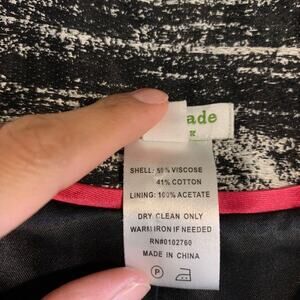 ade
K
SHELL: 59% VISCOSE
41% COTTON
LINING: 100% ACETATE
DRY CLEAN ONLY
WARM IRON IF NEEDED
RN#0102760
MADE IN CHINA
P